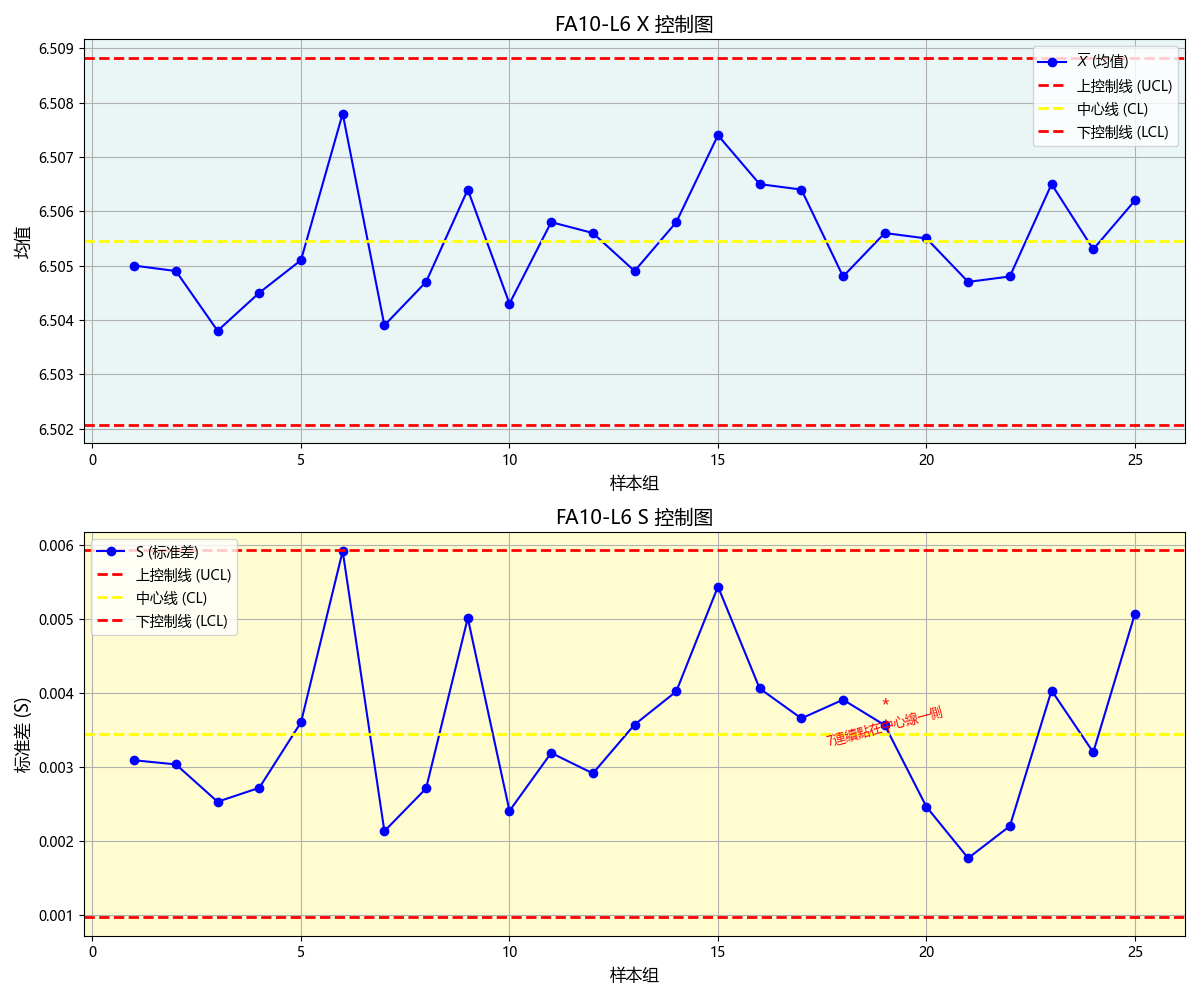 FA10-L6 X 控制图
均值
6.509
6.508
6.507
6.506
6.505
6.504
6.503
6.502
X (均值)
上控制线 (UCL)
中心线 (CL)
下控制线 (LCL)
0 5 10 15 20 25
样本组
FA10-L6 S 控制图
标准差 (S)
0.006
0.005
0.004
0.003
0.002
0.001
S (标准差)
上控制线 (UCL)
中心线 (CL)
下控制线 (LCL)
*
7連續點在中心線一側
0 5 10 15 20 25
样本组